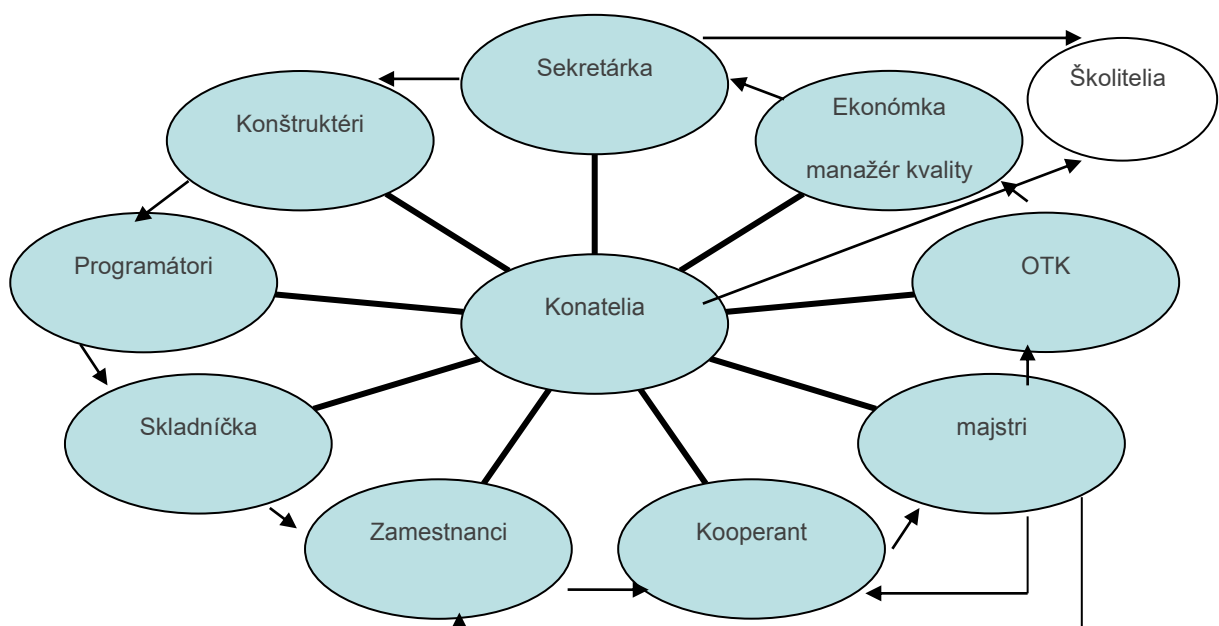 Sekretárka
Školitelia
Ekonómka
manažér kvality
Konštruktéri
Programátori
OTK
Konatelia
Skladníčka
majstri
Zamestnanci
Kooperant